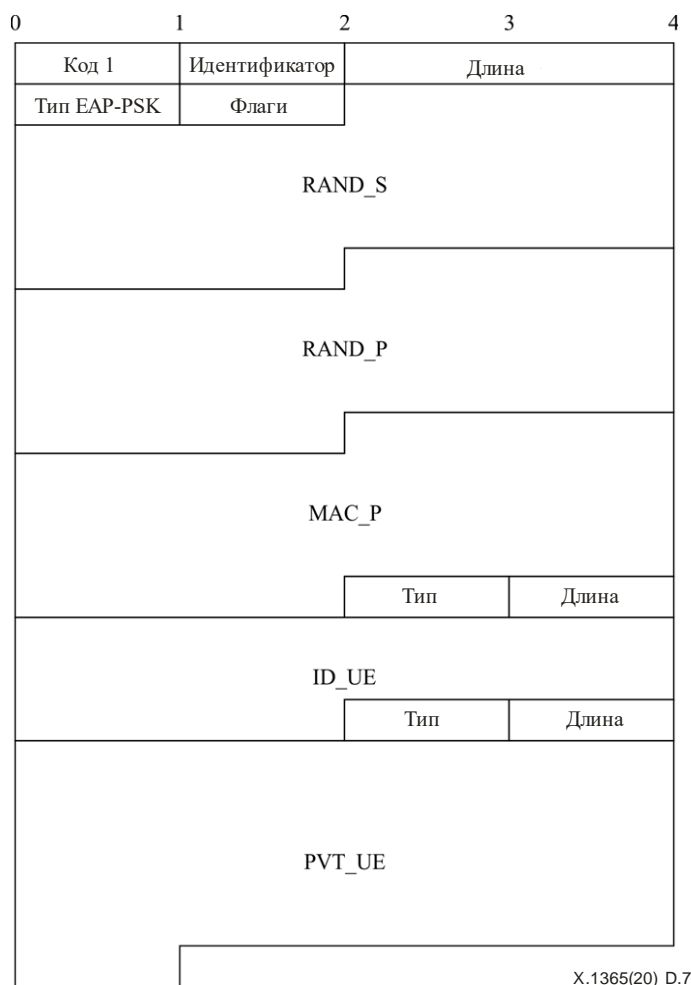 0 1 2 3 4
Код 1 Идентификатор Длина
Тип EAP-PSK Флаги
RAND_S
RAND_P
MAC_P
Тип Длина
ID_UE
Тип Длина
PVT_UE
X.1365(20)_D.7